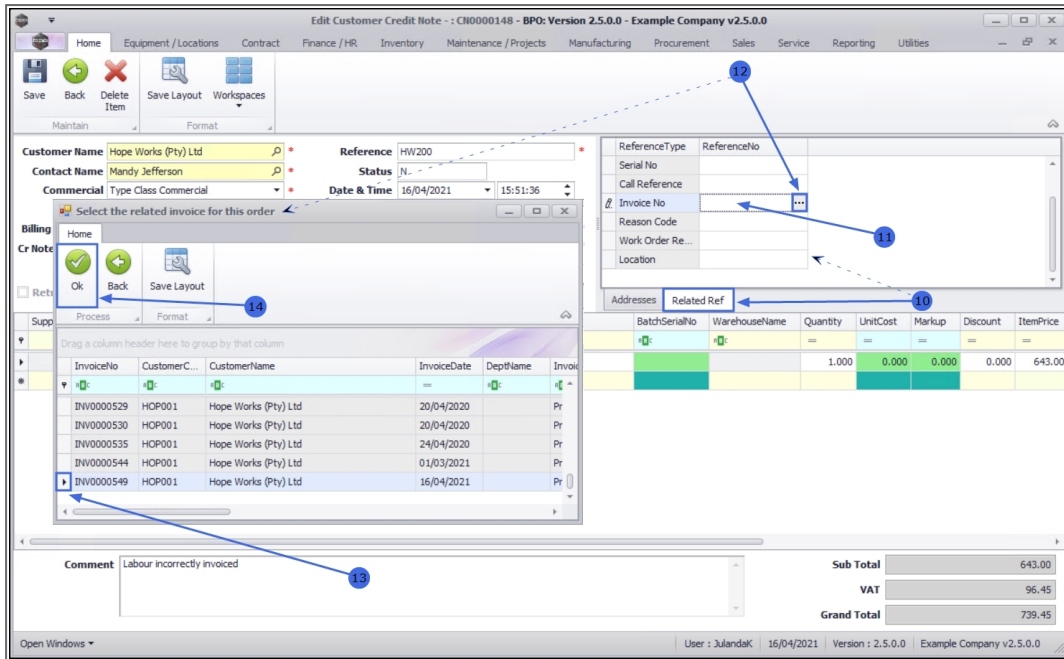 Edit Customer Credit Note - : CN0000148 - BPO: Version 2.5.0.0 - Example Company v2.5.0.0
Home Equipment / Locations Contract Finance / HR Inventory Maintenance / Projects Manufacturing Procurement Sales Service Reporting Utilities
Save Back Delete Item Save Layout Workspaces
Maintain Format
12
Customer Name Hope Works (Pty) Ltd * Reference HW200 *
Contact Name Mandy Jefferson * Status N
Commercial Type Class Commercial * Date & Time 16/04/2021 15:51:36
Billing
Cr Note
Retu
ReferenceType ReferenceNo
Serial No
Call Reference
Invoice No ...
Reason Code
Work Order Re...
Location
11
10
Addresses Related Ref
Select the related invoice for this order
Home
Ok Back Save Layout
Process Format
14
Supp BatchSerialNo WarehouseName Quantity UnitCost Markup Discount ItemPrice
= = = = =
1.000 0.000 0.000 0.000 643.00
Drag a column header here to group by that column
InvoiceNo CustomerC... CustomerName InvoiceDate DeptName Invoic
=
INV0000529 HOP001 Hope Works (Pty) Ltd 20/04/2020 Pr
INV0000530 HOP001 Hope Works (Pty) Ltd 20/04/2020 Pr
INV0000535 HOP001 Hope Works (Pty) Ltd 24/04/2020 Pr
INV0000544 HOP001 Hope Works (Pty) Ltd 01/03/2021 Pr
INV0000549 HOP001 Hope Works (Pty) Ltd 16/04/2021 Pr
13
Comment Labour incorrectly invoiced
Sub Total 643.00
VAT 96.45
Grand Total 739.45
Open Windows User : JulandaK 16/04/2021 Version : 2.5.0.0 Example Company v2.5.0.0